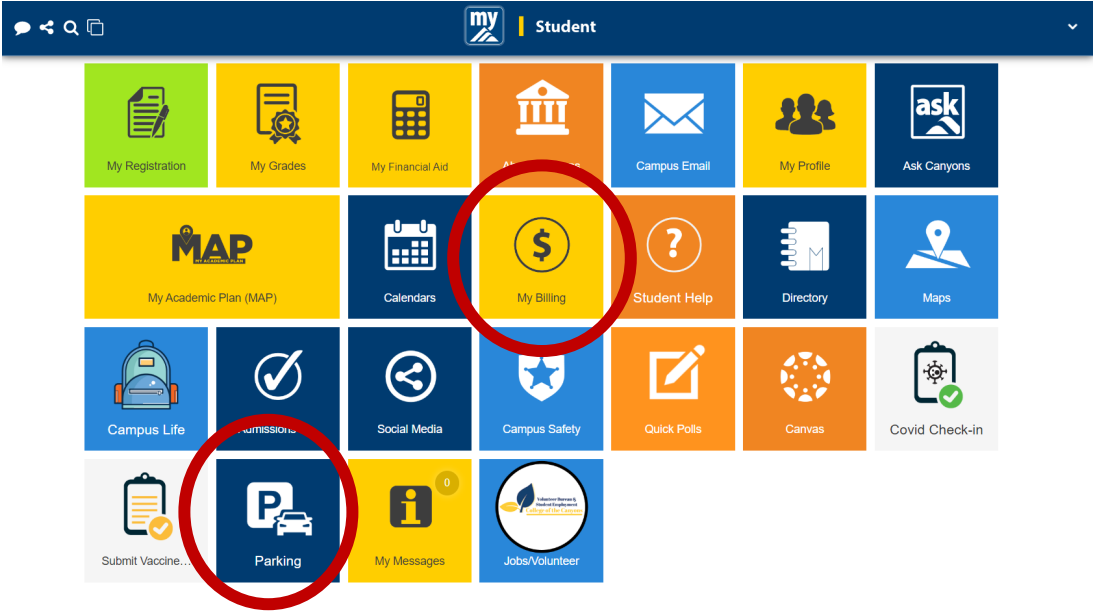 my Student
My Registration
My Grades
My Financial Aid
Campus Email
My Profile
ask
Ask Canyons
MAP
MY ACADEMIC PLAN
My Academic Plan (MAP)
Calendars
$
My Billing
?
Student Help
M
Directory
Maps
Campus Life
Admissions
Social Media
Campus Safety
Quick Polls
Canvas
Covid Check-in
Submit Vaccine...
P
Parking
i
0
My Messages
Volunteer Bureau &
Student Employment
College of the Canyons
Jobs/Volunteer